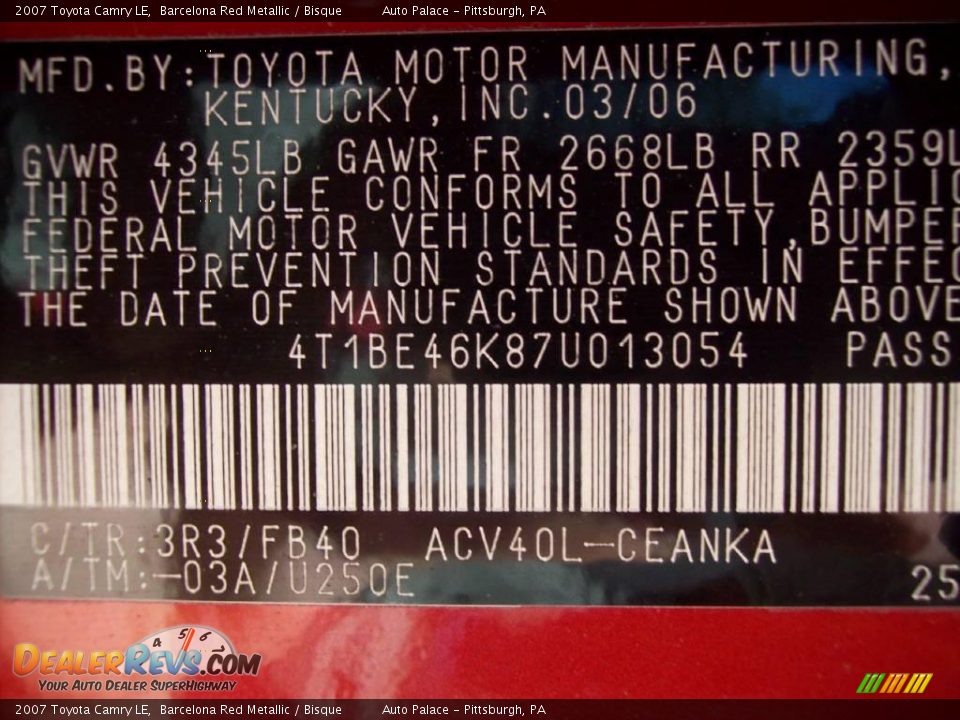 2007 Toyota Camry LE, Barcelona Red Metallic / Bisque Auto Palace - Pittsburgh, PA
MFD.BY:TOYOTA MOTOR MANUFACTURING,
KENTUCKY,INC.03/06
GVWR 4345LB GAWR FR 2668LB RR 2359L
THIS VEHICLE CONFORMS TO ALL APPLIC
FEDERAL MOTOR VEHICLE SAFETY,BUMPER
THEFT PREVENTION STANDARDS IN EFFEC
THE DATE OF MANUFACTURE SHOWN ABOVE
4T1BE46K87U013054 PASS
C/TR:3R3/FB40 ACV40L-CEANKA
A/TM:-03A/U250E 25
4 5 6
DEALERREVS.COM
YOUR AUTO DEALER SUPERHIGHWAY
2007 Toyota Camry LE, Barcelona Red Metallic / Bisque Auto Palace - Pittsburgh, PA